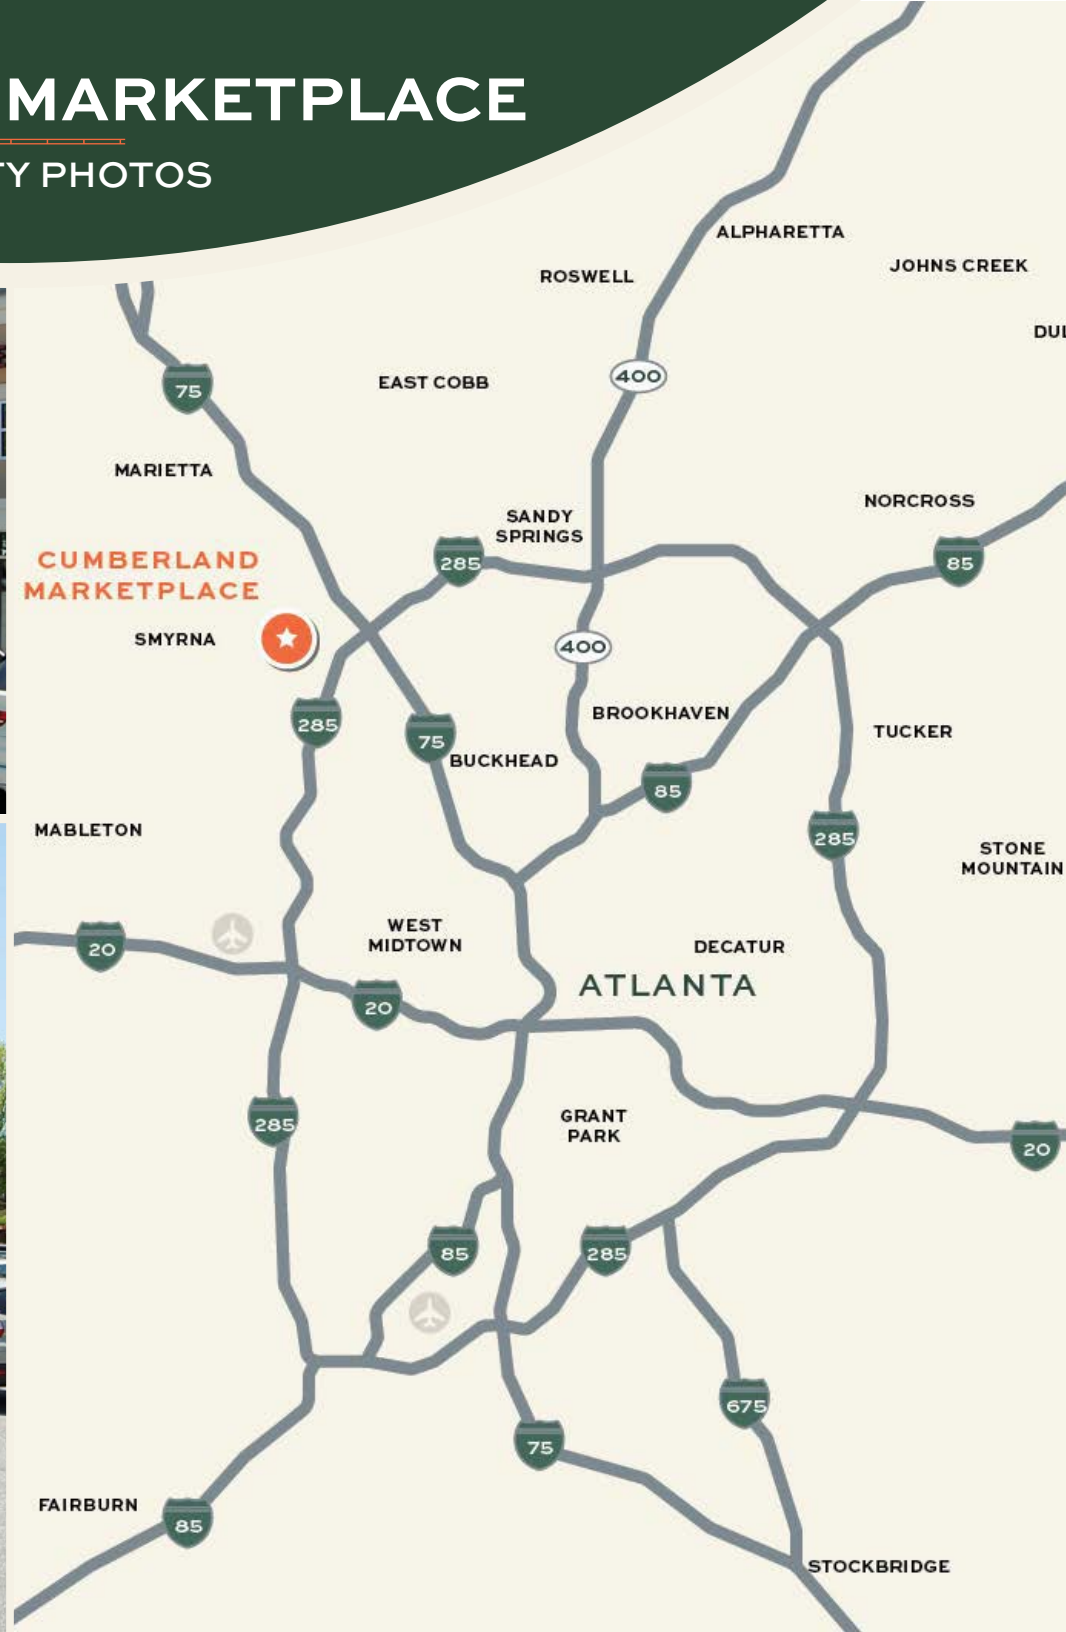 MARKETPLACE
TY PHOTOS
ALPHARETTA
JOHNS CREEK
ROSWELL
DUL
400
EAST COBB
75
MARIETTA
NORCROSS
SANDY
SPRINGS
285
85
CUMBERLAND
MARKETPLACE
SMYRNA
400
BROOKHAVEN
285
75
TUCKER
BUCKHEAD
85
MABLETON
285
STONE
MOUNTAIN
WEST
MIDTOWN
20
DECATUR
ATLANTA
20
285
GRANT
PARK
20
85
285
675
75
FAIRBURN
85
STOCKBRIDGE